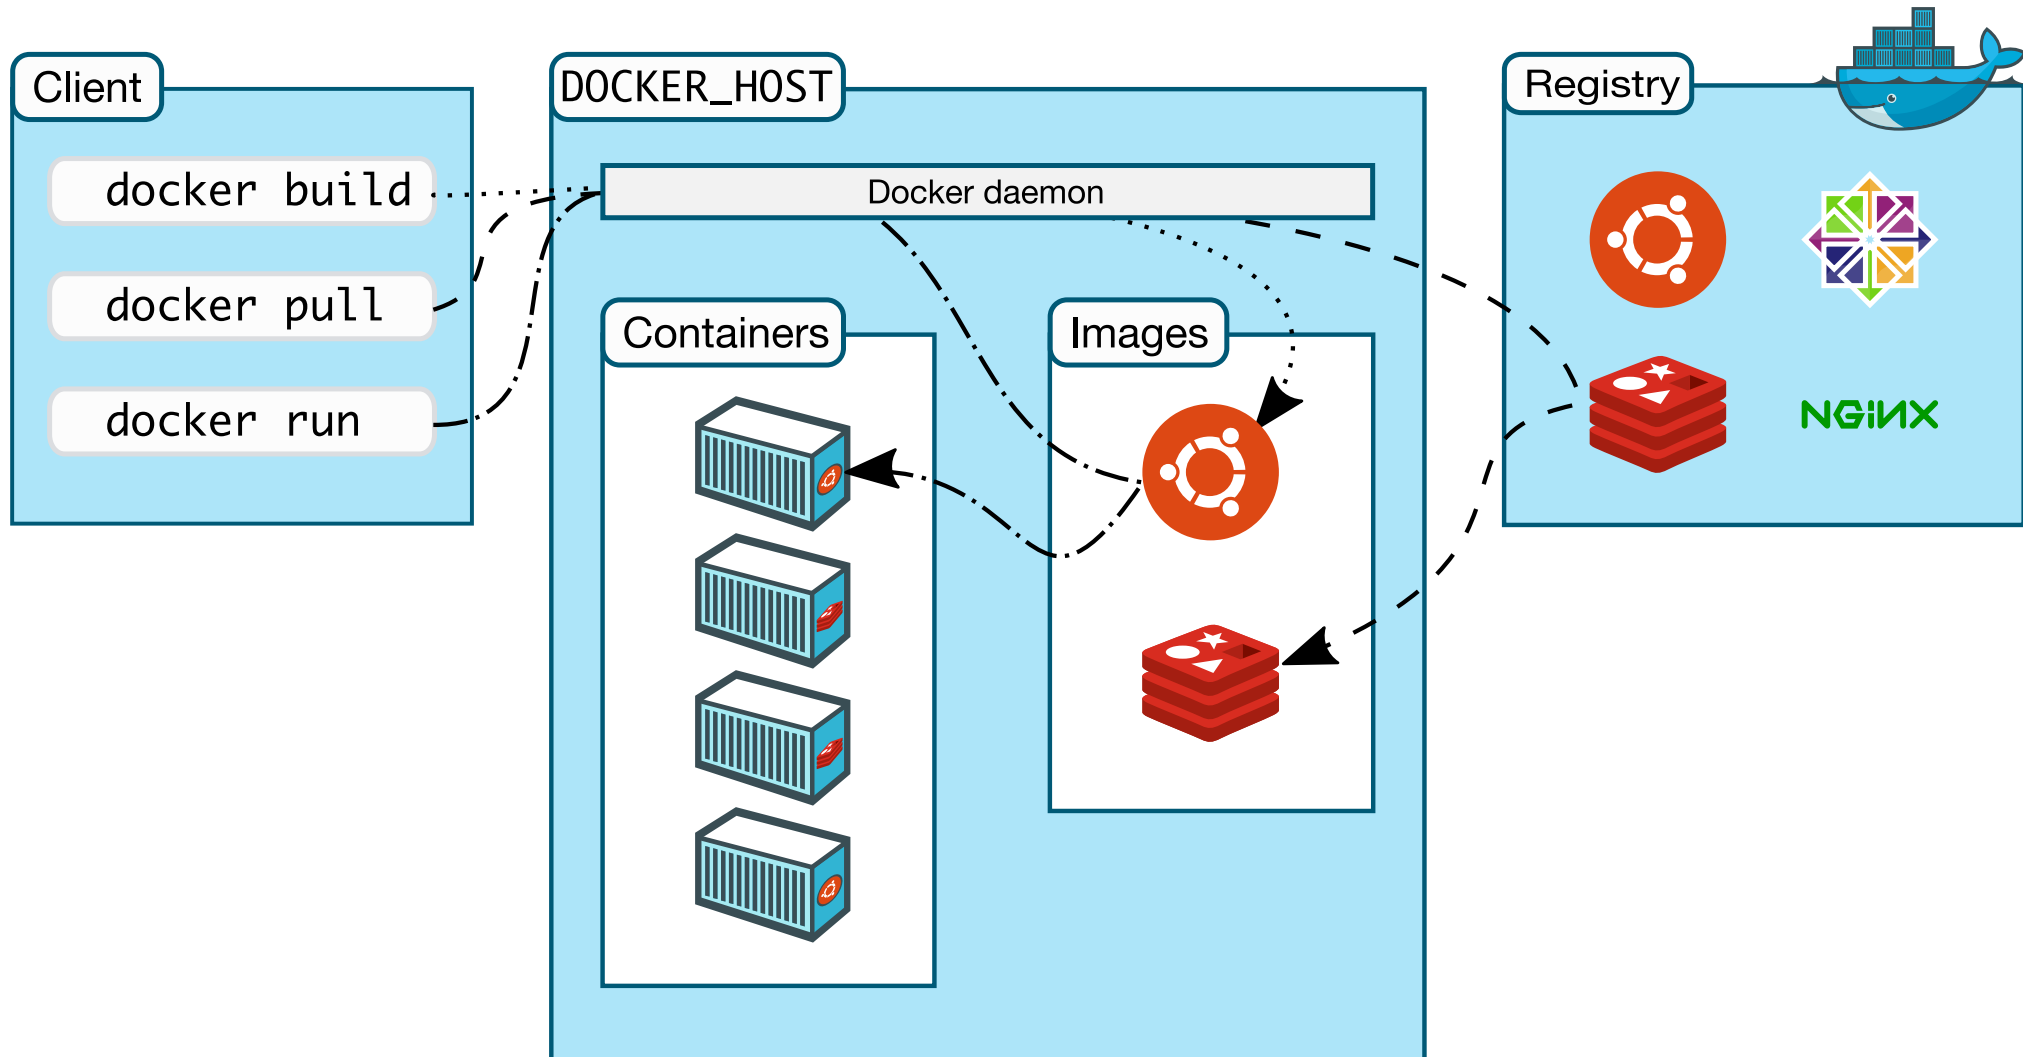 Client
docker build
docker pull
docker run
DOCKER_HOST
Docker daemon
Containers
Images
Registry
NGINX